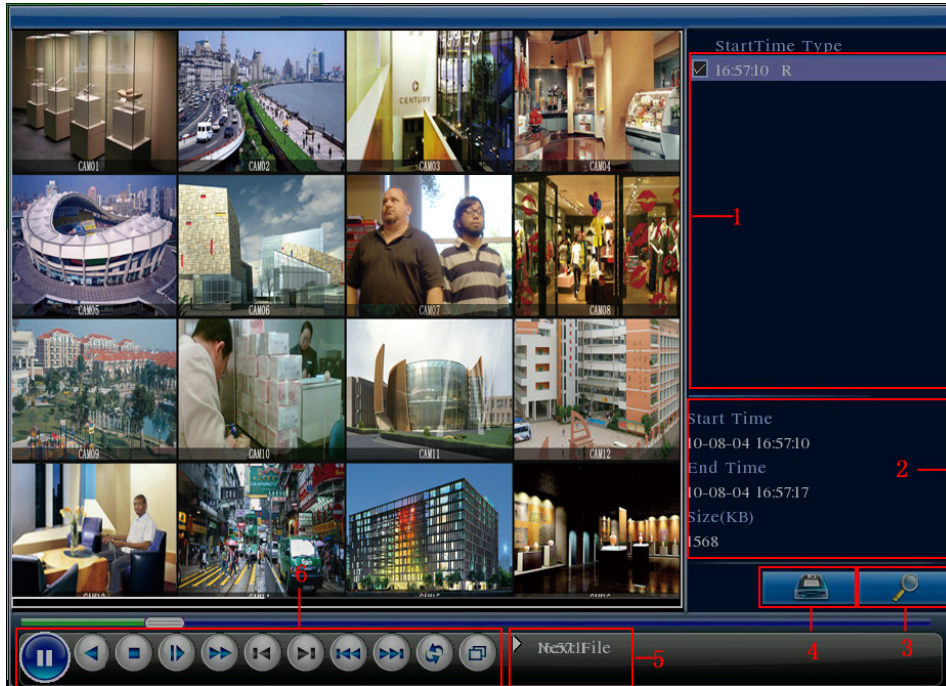 StartTime Type
16:57:10 R
CENTURY
CAM01
CAM02
CAM03
CAM04
1
CAM05
CAM06
CAM07
CAM08
CAM09
CAM10
CAM11
CAM12
Start Time
10-08-04 16:57:10
End Time
2
10-08-04 16:57:17
Size(KB)
1568
6
4
3
5
File